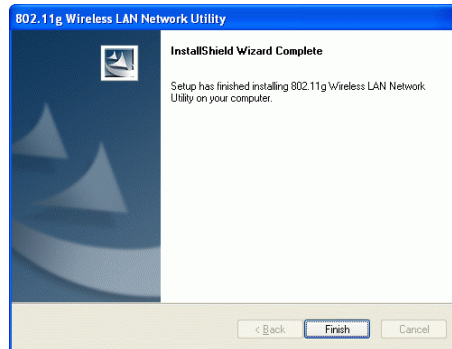 802.11g Wireless LAN Network Utility
InstallShield Wizard Complete
Setup has finished installing 802.11g Wireless LAN Network
Utility on your computer.
< Back
Finish
Cancel